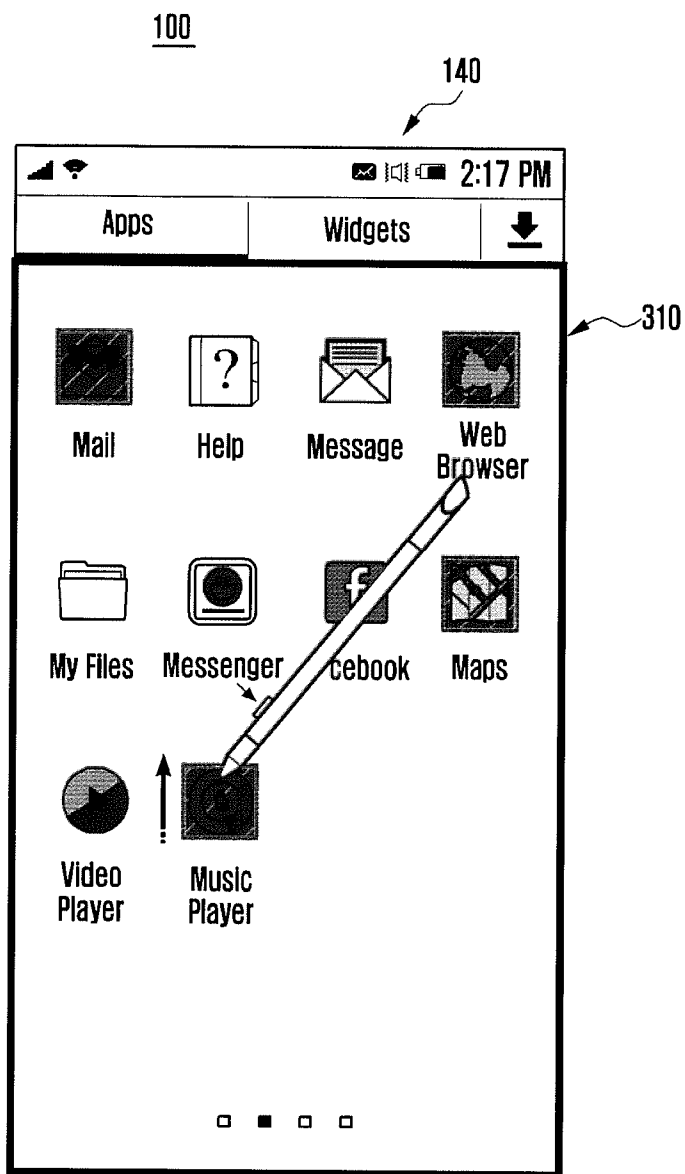 100
140
2:17 PM
Apps Widgets
310
?
Mail Help Message Web Browser
f
My Files Messenger cebook Maps
Video Player Music Player